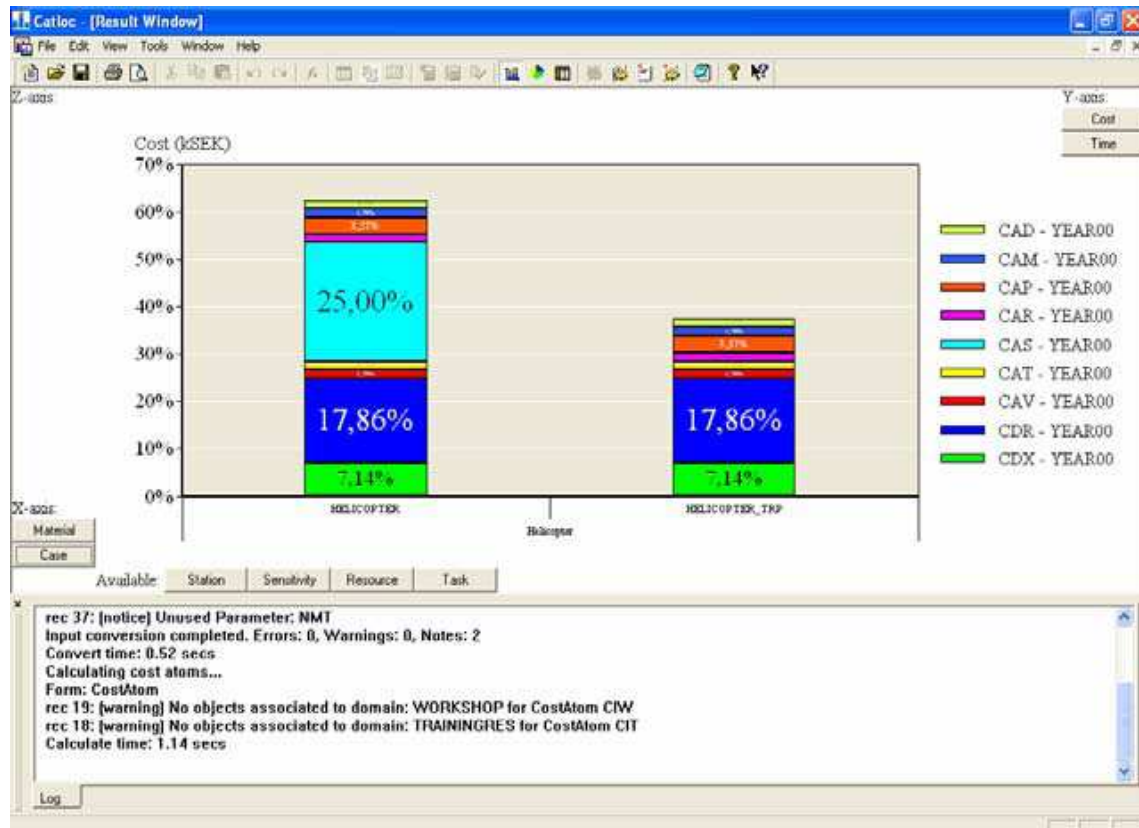 Catloc - [Result Window]
File Edit View Tools Window Help
Z-axis:
Y-axis:
Cost
Time
Cost (kSEK)
70%
60%
50%
40%
30%
20%
10%
0%
25,00%
17,86%
7,14%
17,86%
7,14%
CAD - YEAR00
CAM - YEAR00
CAP - YEAR00
CAR - YEAR00
CAS - YEAR00
CAT - YEAR00
CAV - YEAR00
CDR - YEAR00
CDX - YEAR00
X-axis:
Material
Case
HELICOPTER
HELICOPTER_TRP
Helicopter
Available: Station Sensitivity Resource Task
rec 37: [notice] Unused Parameter: NMT
Input conversion completed. Errors: 0, Warnings: 0, Notes: 2
Convert time: 0.52 secs
Calculating cost atoms...
Form: CostAtom
rec 19: [warning] No objects associated to domain: WORKSHOP for CostAtom CIW
rec 18: [warning] No objects associated to domain: TRAININGRES for CostAtom CIT
Calculate time: 1.14 secs
Log